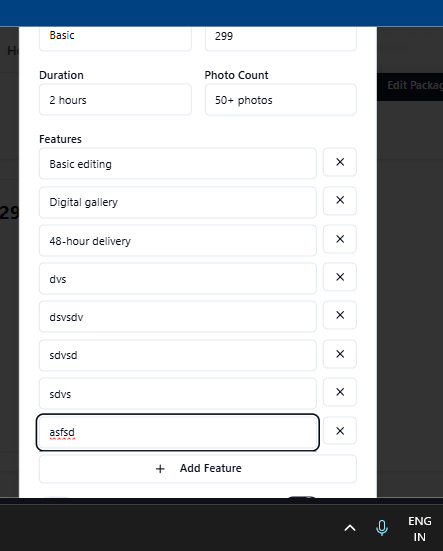 Basic
299
Duration
Photo Count
2 hours
50+ photos
Edit Packag
Features
Basic editing
Digital gallery
29
48-hour delivery
dvs
dsvsdv
sdvsd
sdvs
asfsd
+ Add Feature
ENG
IN